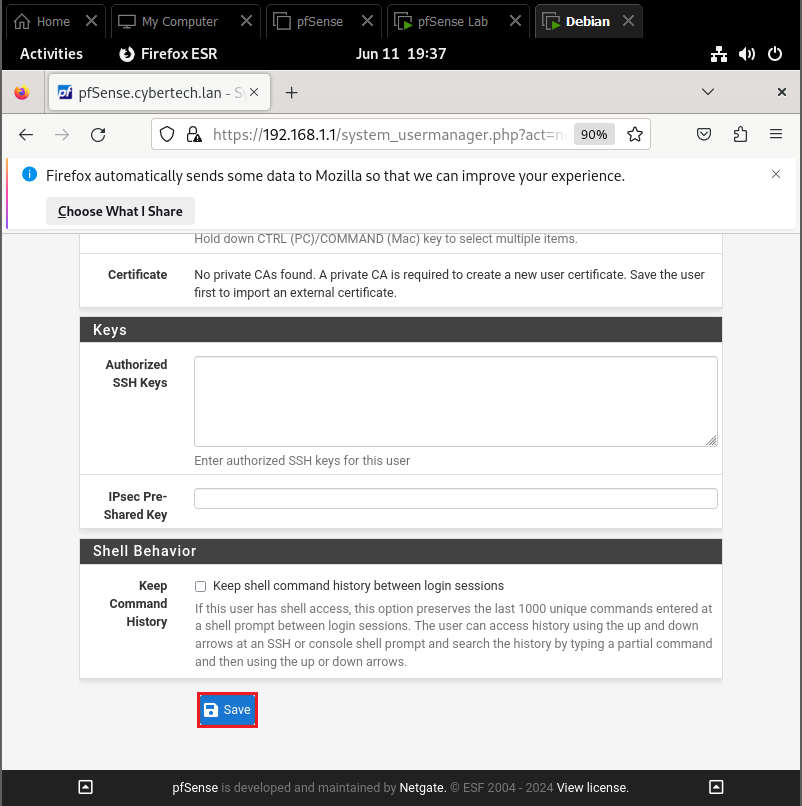 Home
My Computer
pfSense
pfSense Lab
Debian
Activities
Firefox ESR
Jun 11 19:37
pfSense.cybertech.lan - Sy
https://192.168.1.1/system_usermanager.php?act=ne
90%
Firefox automatically sends some data to Mozilla so that we can improve your experience.
Choose What I Share
Hold down CTRL (PC)/COMMAND (Mac) key to select multiple items.
Certificate
No private CAs found. A private CA is required to create a new user certificate. Save the user
first to import an external certificate.
Keys
Authorized
SSH Keys
Enter authorized SSH keys for this user
IPsec Pre-
Shared Key
Shell Behavior
Keep
Command
History
Keep shell command history between login sessions
If this user has shell access, this option preserves the last 1000 unique commands entered at
a shell prompt between login sessions. The user can access history using the up and down
arrows at an SSH or console shell prompt and search the history by typing a partial command
and then using the up or down arrows.
Save
pfSense is developed and maintained by Netgate. © ESF 2004 - 2024 View license.